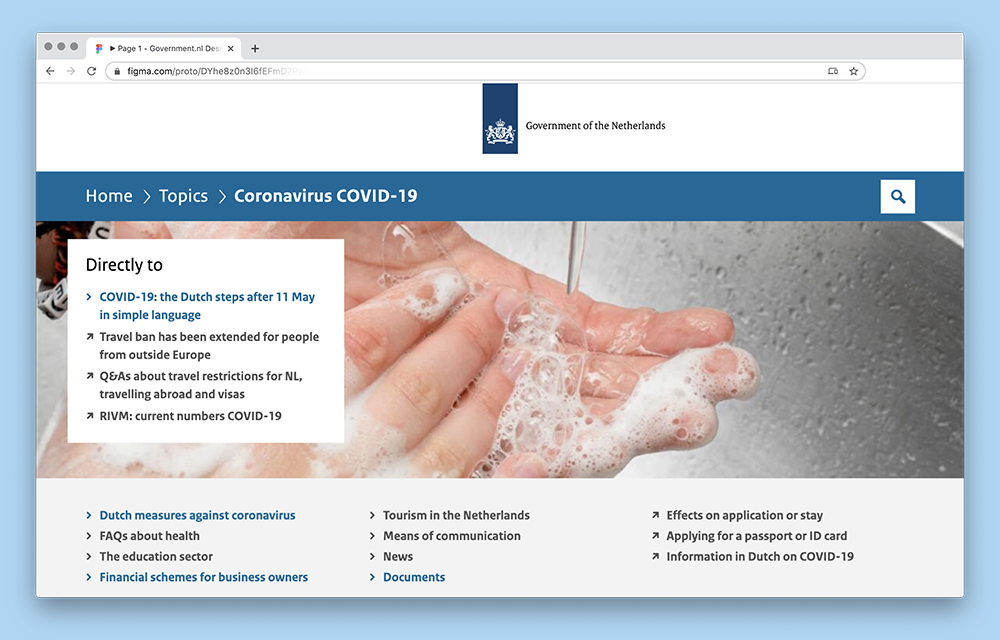 ▶ Page 1 - Government.nl Des
figma.com/proto/DYhe8z0n3I6fEFmD7
Government of the Netherlands
Home > Topics > Coronavirus COVID-19
Directly to
COVID-19: the Dutch steps after 11 May
in simple language
Travel ban has been extended for people
from outside Europe
Q&As about travel restrictions for NL,
travelling abroad and visas
RIVM: current numbers COVID-19
Dutch measures against coronavirus
FAQs about health
The education sector
Financial schemes for business owners
Tourism in the Netherlands
Means of communication
News
Documents
Effects on application or stay
Applying for a passport or ID card
Information in Dutch on COVID-19